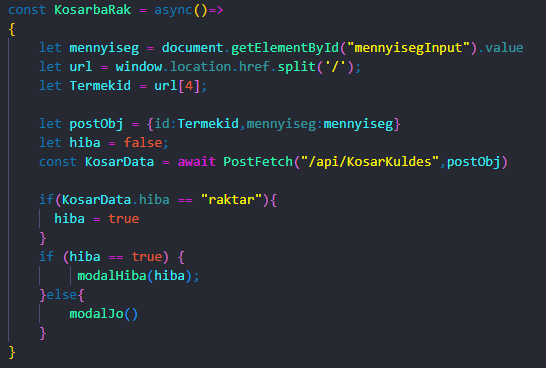 const KosarbaRak = async()=>
{
    let mennyiseg = document.getElementById("mennyisegInput").value
    let url = window.location.href.split('/');
    let Termekid = url[4];

    let postObj = {id:Termekid,mennyiseg:mennyiseg}
    let hiba = false;
    const KosarData = await PostFetch("/api/KosarKuldes",postObj)

    if(KosarData.hiba == "raktar"){
      hiba = true
    }
    if (hiba == true) {
         modalHiba(hiba);
    }else{
        modalJo()
    }
}